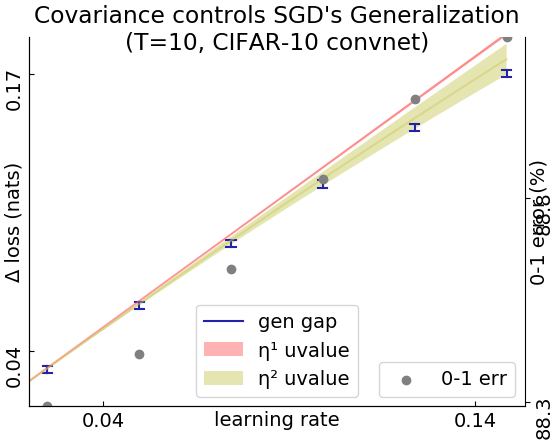 Covariance controls SGD's Generalization
(T=10, CIFAR-10 convnet)
0.17
Δ loss (nats)
0.04
0-1 error (%)
88.8
88.3
gen gap
η¹ uvalue
η² uvalue
0-1 err
0.04
learning rate
0.14